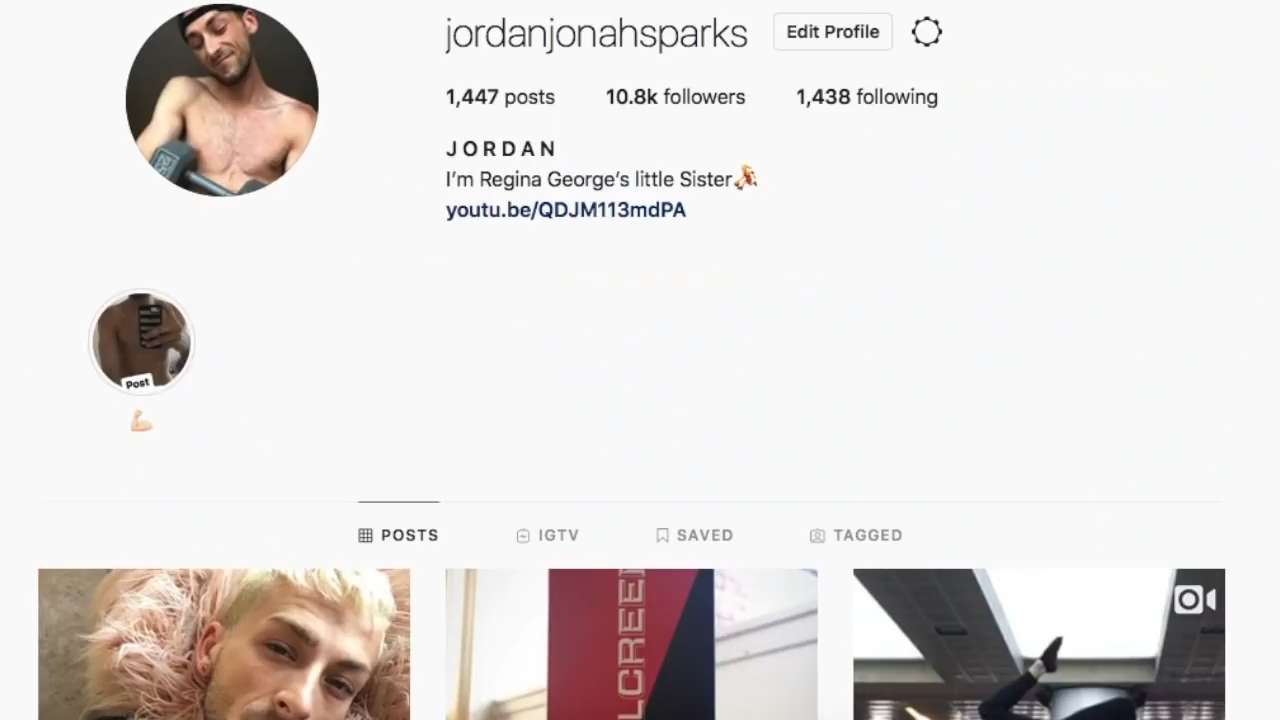 jordanjonahsparks Edit Profile
1,447 posts 10.8k followers 1,438 following
JORDAN
I'm Regina George's little Sister
youtu.be/QDJM113mdPA
Post
POSTS IGTV SAVED TAGGED
LCREE